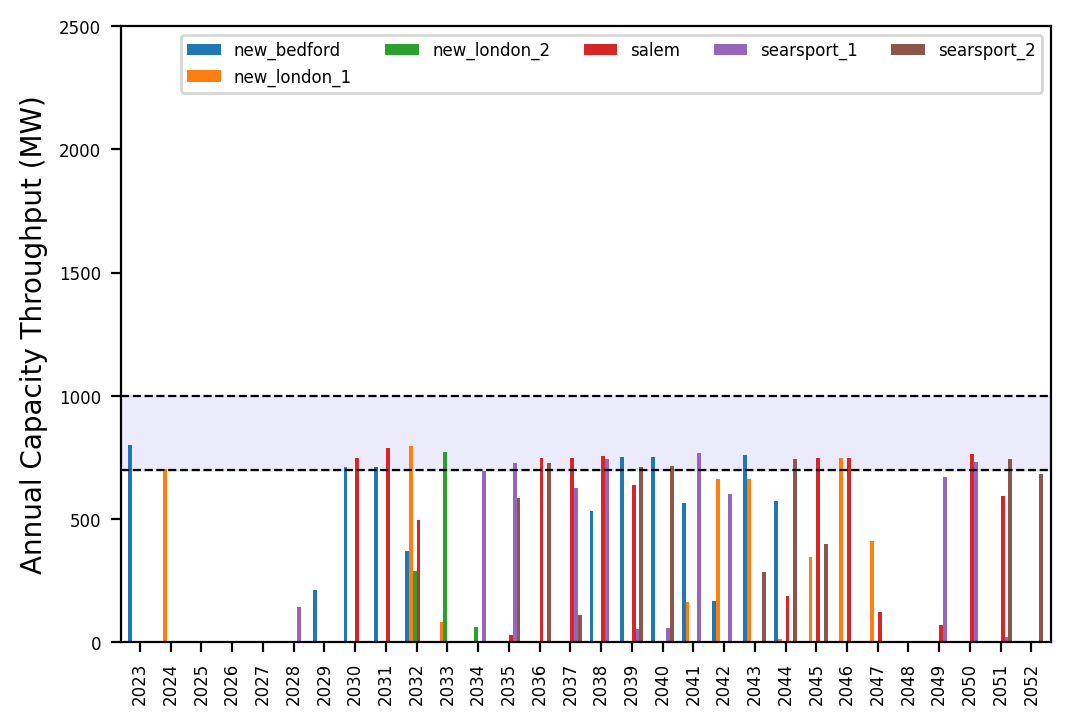 Annual Capacity Throughput (MW)
2500
2000
1500
1000
500
0
new_bedford new_london_2 salem searsport_1 searsport_2
new_london_1
2023 2024 2025 2026 2027 2028 2029 2030 2031 2032 2033 2034 2035 2036 2037 2038 2039 2040 2041 2042 2043 2044 2045 2046 2047 2048 2049 2050 2051 2052